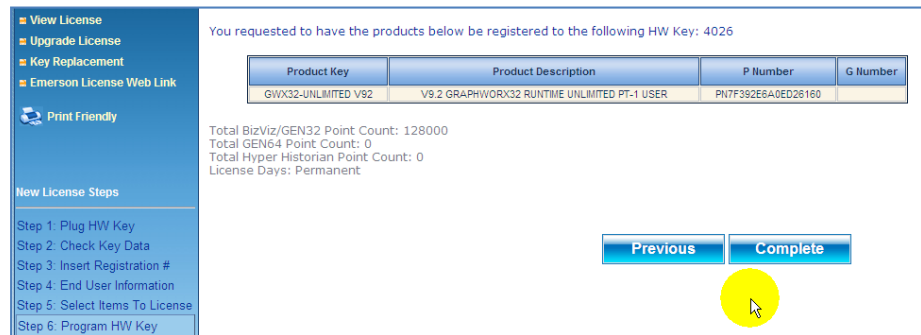 View License
Upgrade License
Key Replacement
Emerson License Web Link
Print Friendly
New License Steps
Step 1: Plug HW Key
Step 2: Check Key Data
Step 3: Insert Registration #
Step 4: End User Information
Step 5: Select Items To License
Step 6: Program HW Key
You requested to have the products below be registered to the following HW Key: 4026
Product Key Product Description P Number G Number
GWX32-UNLIMITED V92 V9.2 GRAPHWORX32 RUNTIME UNLIMITED PT-1 USER PN7F392E6A0ED26160
Total BizViz/GEN32 Point Count: 128000
Total GEN64 Point Count: 0
Total Hyper Historian Point Count: 0
License Days: Permanent
Previous Complete